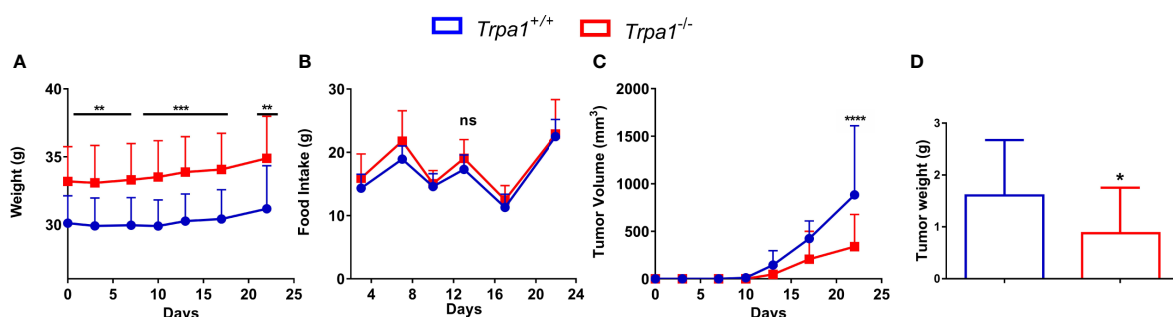 Trpa1+/+ Trpa1-/-
A
Weight (g)
40
35
30
** *** **
0 5 10 15 20 25
Days
B
Food Intake (g)
30
20
10
0
ns
4 8 12 16 20 24
Days
C
Tumor Volume (mm3)
2000
1500
1000
500
0
****
0 5 10 15 20 25
Days
D
Tumor weight (g)
3
2
1
0
*